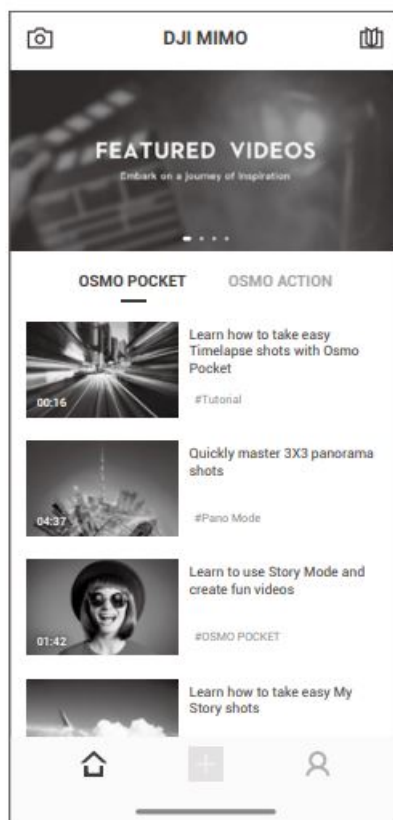 DJI MIMO
FEATURED VIDEOS
Embark on a journey of Inspiration
OSMO POCKET
OSMO ACTION
Learn how to take easy
Timelapse shots with Osmo
Pocket
00:16
#Tutorial
Quickly master 3X3 panorama
shots
04:37
#Pano Mode
Learn to use Story Mode and
create fun videos
01:42
#OSMO POCKET
Learn how to take easy My
Story shots